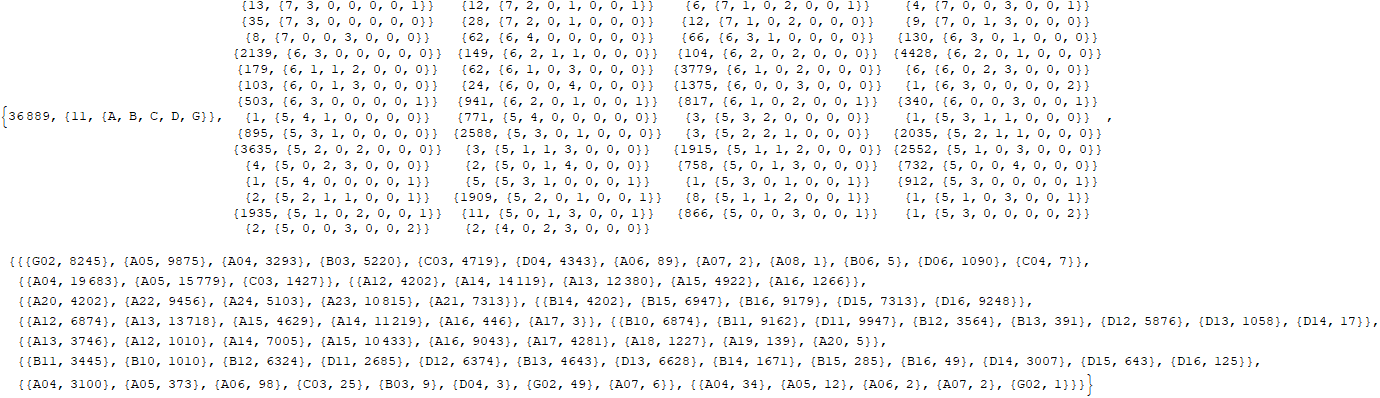 {13, {7, 3, 0, 0, 0, 0, 1}} {12, {7, 2, 0, 1, 0, 0, 1}} {6, {7, 1, 0, 2, 0, 0, 1}} {4, {7, 0, 0, 3, 0, 0, 1}}
{35, {7, 3, 0, 0, 0, 0, 0}} {28, {7, 2, 0, 1, 0, 0, 0}} {12, {7, 1, 0, 2, 0, 0, 0}} {9, {7, 0, 1, 3, 0, 0, 0}}
{8, {7, 0, 0, 3, 0, 0, 0}} {62, {6, 4, 0, 0, 0, 0, 0}} {66, {6, 3, 1, 0, 0, 0, 0}} {130, {6, 3, 0, 1, 0, 0, 0}}
{2139, {6, 3, 0, 0, 0, 0, 0}} {149, {6, 2, 1, 1, 0, 0, 0}} {104, {6, 2, 0, 2, 0, 0, 0}} {4428, {6, 2, 0, 1, 0, 0, 0}}
{179, {6, 1, 1, 2, 0, 0, 0}} {62, {6, 1, 0, 3, 0, 0, 0}} {3779, {6, 1, 0, 2, 0, 0, 0}} {6, {6, 0, 2, 3, 0, 0, 0}}
{103, {6, 0, 1, 3, 0, 0, 0}} {24, {6, 0, 0, 4, 0, 0, 0}} {1375, {6, 0, 0, 3, 0, 0, 0}} {1, {6, 3, 0, 0, 0, 0, 2}}
{503, {6, 3, 0, 0, 0, 0, 1}} {941, {6, 2, 0, 1, 0, 0, 1}} {817, {6, 1, 0, 2, 0, 0, 1}} {340, {6, 0, 0, 3, 0, 0, 1}}
{36889, {11, {A, B, C, D, G}}, {1, {5, 4, 1, 0, 0, 0, 0}} {771, {5, 4, 0, 0, 0, 0, 0}} {3, {5, 3, 2, 0, 0, 0, 0}} {1, {5, 3, 1, 1, 0, 0, 0}} ,
{895, {5, 3, 1, 0, 0, 0, 0}} {2588, {5, 3, 0, 1, 0, 0, 0}} {3, {5, 2, 2, 1, 0, 0, 0}} {2035, {5, 2, 1, 1, 0, 0, 0}}
{3635, {5, 2, 0, 2, 0, 0, 0}} {3, {5, 1, 1, 3, 0, 0, 0}} {1915, {5, 1, 1, 2, 0, 0, 0}} {2552, {5, 1, 0, 3, 0, 0, 0}}
{4, {5, 0, 2, 3, 0, 0, 0}} {2, {5, 0, 1, 4, 0, 0, 0}} {758, {5, 0, 1, 3, 0, 0, 0}} {732, {5, 0, 0, 4, 0, 0, 0}}
{1, {5, 4, 0, 0, 0, 0, 1}} {5, {5, 3, 1, 0, 0, 0, 1}} {1, {5, 3, 0, 1, 0, 0, 1}} {912, {5, 3, 0, 0, 0, 0, 1}}
{2, {5, 2, 1, 1, 0, 0, 1}} {1909, {5, 2, 0, 1, 0, 0, 1}} {8, {5, 1, 1, 2, 0, 0, 1}} {1, {5, 1, 0, 3, 0, 0, 1}}
{1935, {5, 1, 0, 2, 0, 0, 1}} {11, {5, 0, 1, 3, 0, 0, 1}} {866, {5, 0, 0, 3, 0, 0, 1}} {1, {5, 3, 0, 0, 0, 0, 2}}
{2, {5, 0, 0, 3, 0, 0, 2}} {2, {4, 0, 2, 3, 0, 0, 0}}
{{{G02, 8245}, {A05, 9875}, {A04, 3293}, {B03, 5220}, {C03, 4719}, {D04, 4343}, {A06, 89}, {A07, 2}, {A08, 1}, {B06, 5}, {D06, 1090}, {C04, 7}},
{{A04, 19683}, {A05, 15779}, {C03, 1427}}, {{A12, 4202}, {A14, 14119}, {A13, 12380}, {A15, 4922}, {A16, 1266}},
{{A20, 4202}, {A22, 9456}, {A24, 5103}, {A23, 10815}, {A21, 7313}}, {{B14, 4202}, {B15, 6947}, {B16, 9179}, {D15, 7313}, {D16, 9248}},
{{A12, 6874}, {A13, 13718}, {A15, 4629}, {A14, 11219}, {A16, 446}, {A17, 3}}, {{B10, 6874}, {B11, 9162}, {D11, 9947}, {B12, 3564}, {B13, 391}, {D12, 5876}, {D13, 1058}, {D14, 17}},
{{A13, 3746}, {A12, 1010}, {A14, 7005}, {A15, 10433}, {A16, 9043}, {A17, 4281}, {A18, 1227}, {A19, 139}, {A20, 5}},
{{B11, 3445}, {B10, 1010}, {B12, 6324}, {D11, 2685}, {D12, 6374}, {B13, 4643}, {D13, 6628}, {B14, 1671}, {B15, 285}, {B16, 49}, {D14, 3007}, {D15, 643}, {D16, 125}},
{{A04, 3100}, {A05, 373}, {A06, 98}, {C03, 25}, {B03, 9}, {D04, 3}, {G02, 49}, {A07, 6}}, {{A04, 34}, {A05, 12}, {A06, 2}, {A07, 2}, {G02, 1}}}}